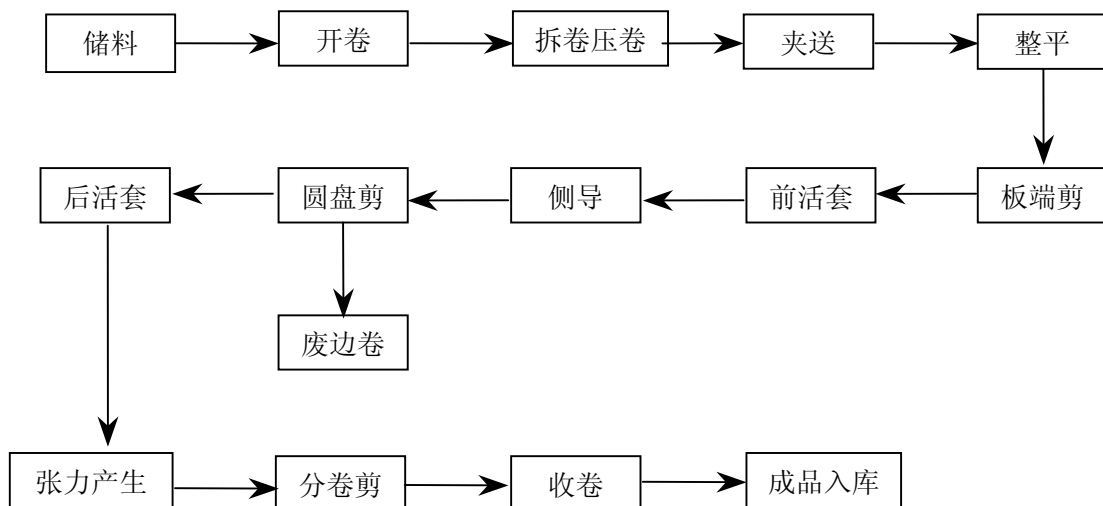 储料
开卷
拆卷压卷
夹送
整平
后活套
圆盘剪
侧导
前活套
板端剪
废边卷
张力产生
分卷剪
收卷
成品入库